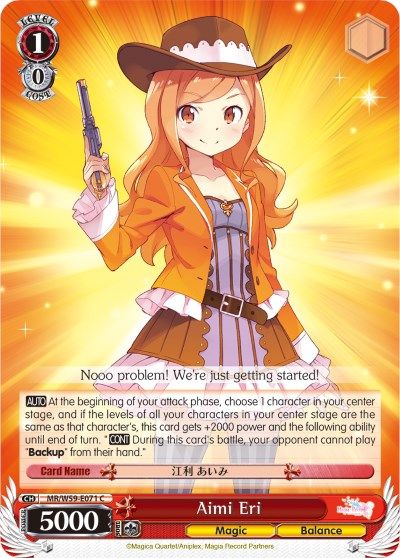 LEVEL
1
0
COST
Nooo problem! We're just getting started!
AUTO At the beginning of your attack phase, choose 1 character in your center
stage, and if the levels of all your characters in your center stage are the
same as that character's, this card gets +2000 power and the following ability
until end of turn. "CONT During this card's battle, your opponent cannot play
"Backup" from their hand."
Card Name 江利 あいみ
CH MR/W59-E071 C
Aimi Eri
POWER 5000 SOUL
Magic Balance
©Magica Quartet/Aniplex, Magia Record Partners